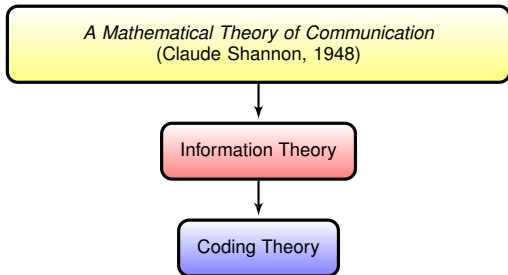 A Mathematical Theory of Communication
(Claude Shannon, 1948)
Information Theory
Coding Theory